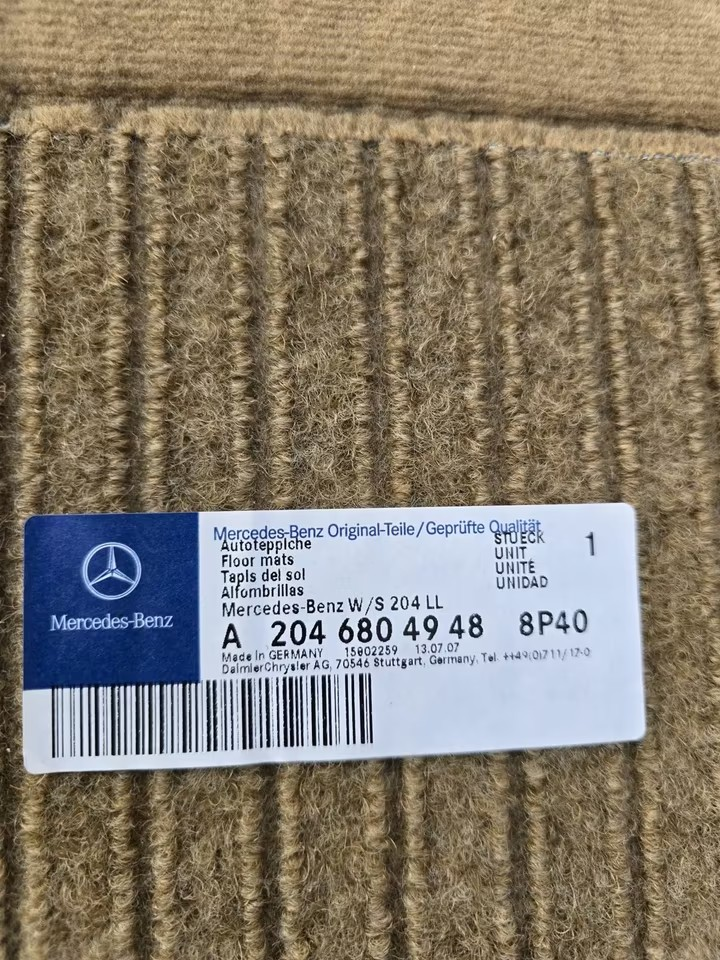 Mercedes-Benz
Mercedes-Benz Original-Teile/Geprüfte Qualität
Autoteppiche
Floor mats
Tapis del sol
Alfombrillas
STUECK
UNIT
UNITÉ
UNIDAD
1
Mercedes-Benz W/S 204 LL
A 204 680 49 48 8P40
Made in GERMANY 15802259 13.07.07
DaimlerChrysler AG, 70546 Stuttgart, Germany, Tel. ++49(0)711/17-0